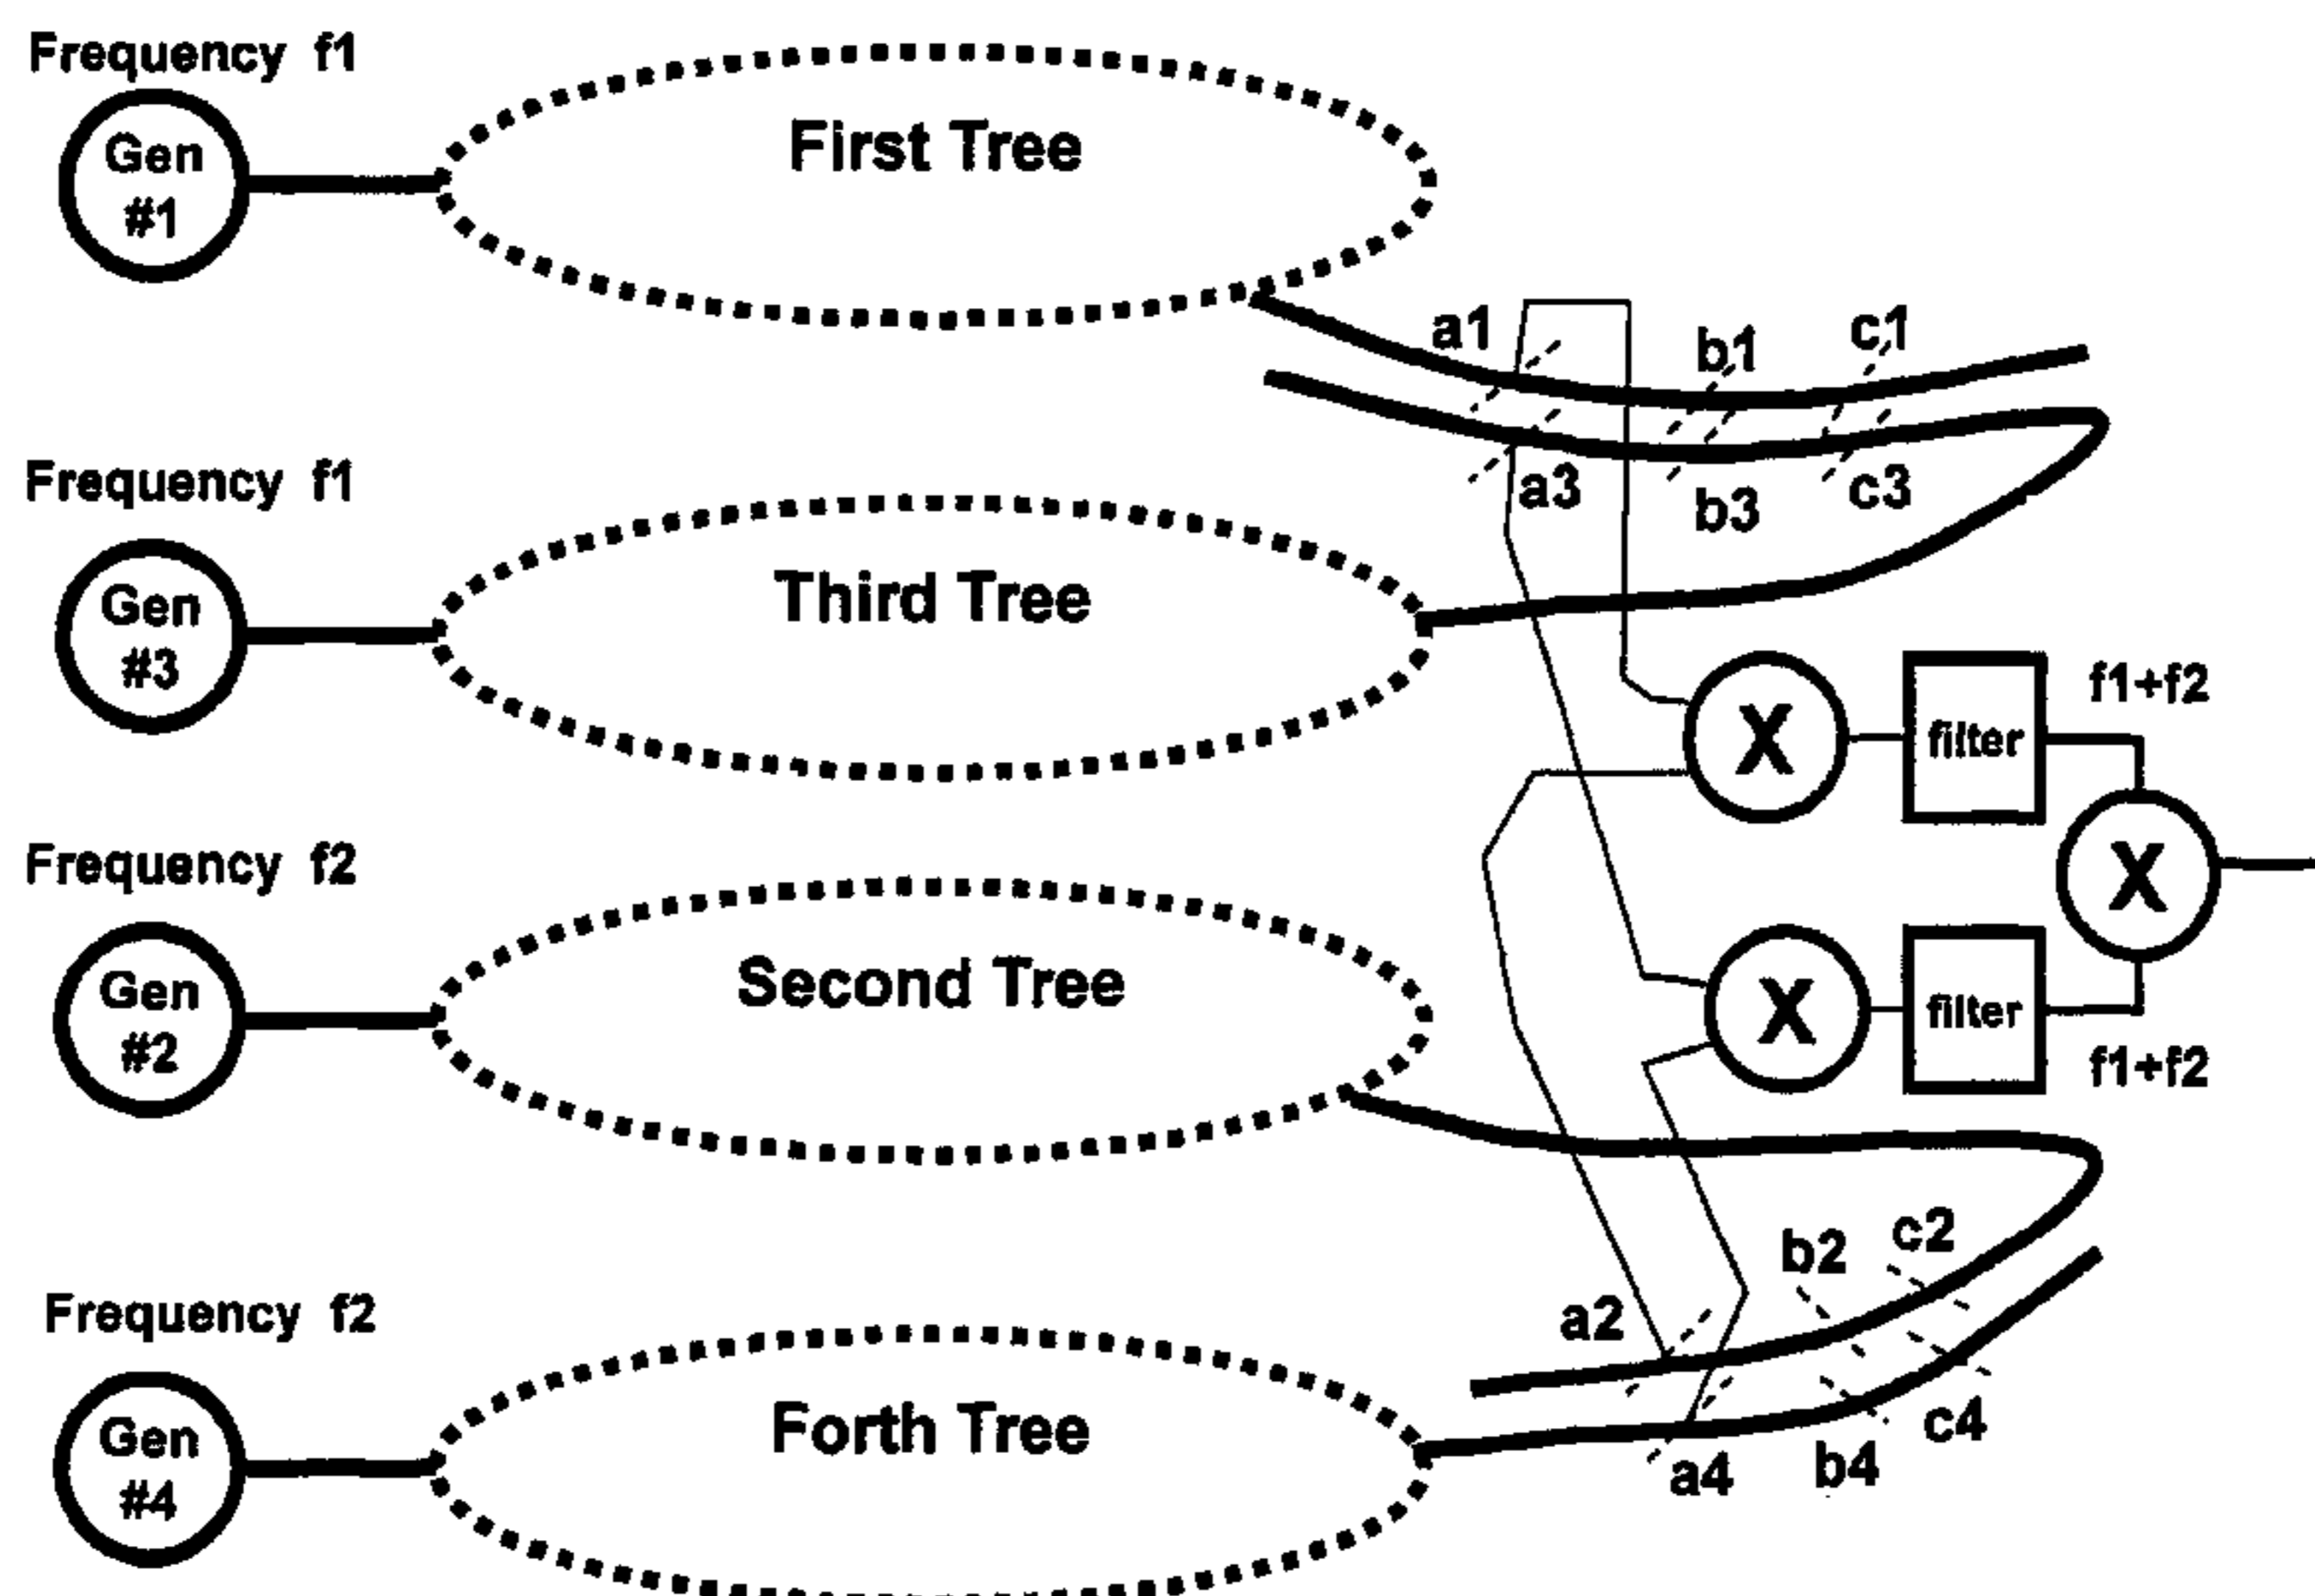 Frequency f1
Gen
#1
First Tree
a1
b1
c1
a3
b3
c3
Frequency f1
Gen
#3
Third Tree
X
filter
f1+f2
X
Frequency f2
Gen
#2
Second Tree
X
filter
f1+f2
a2
b2
c2
Frequency f2
Gen
#4
Forth Tree
a4
b4
c4